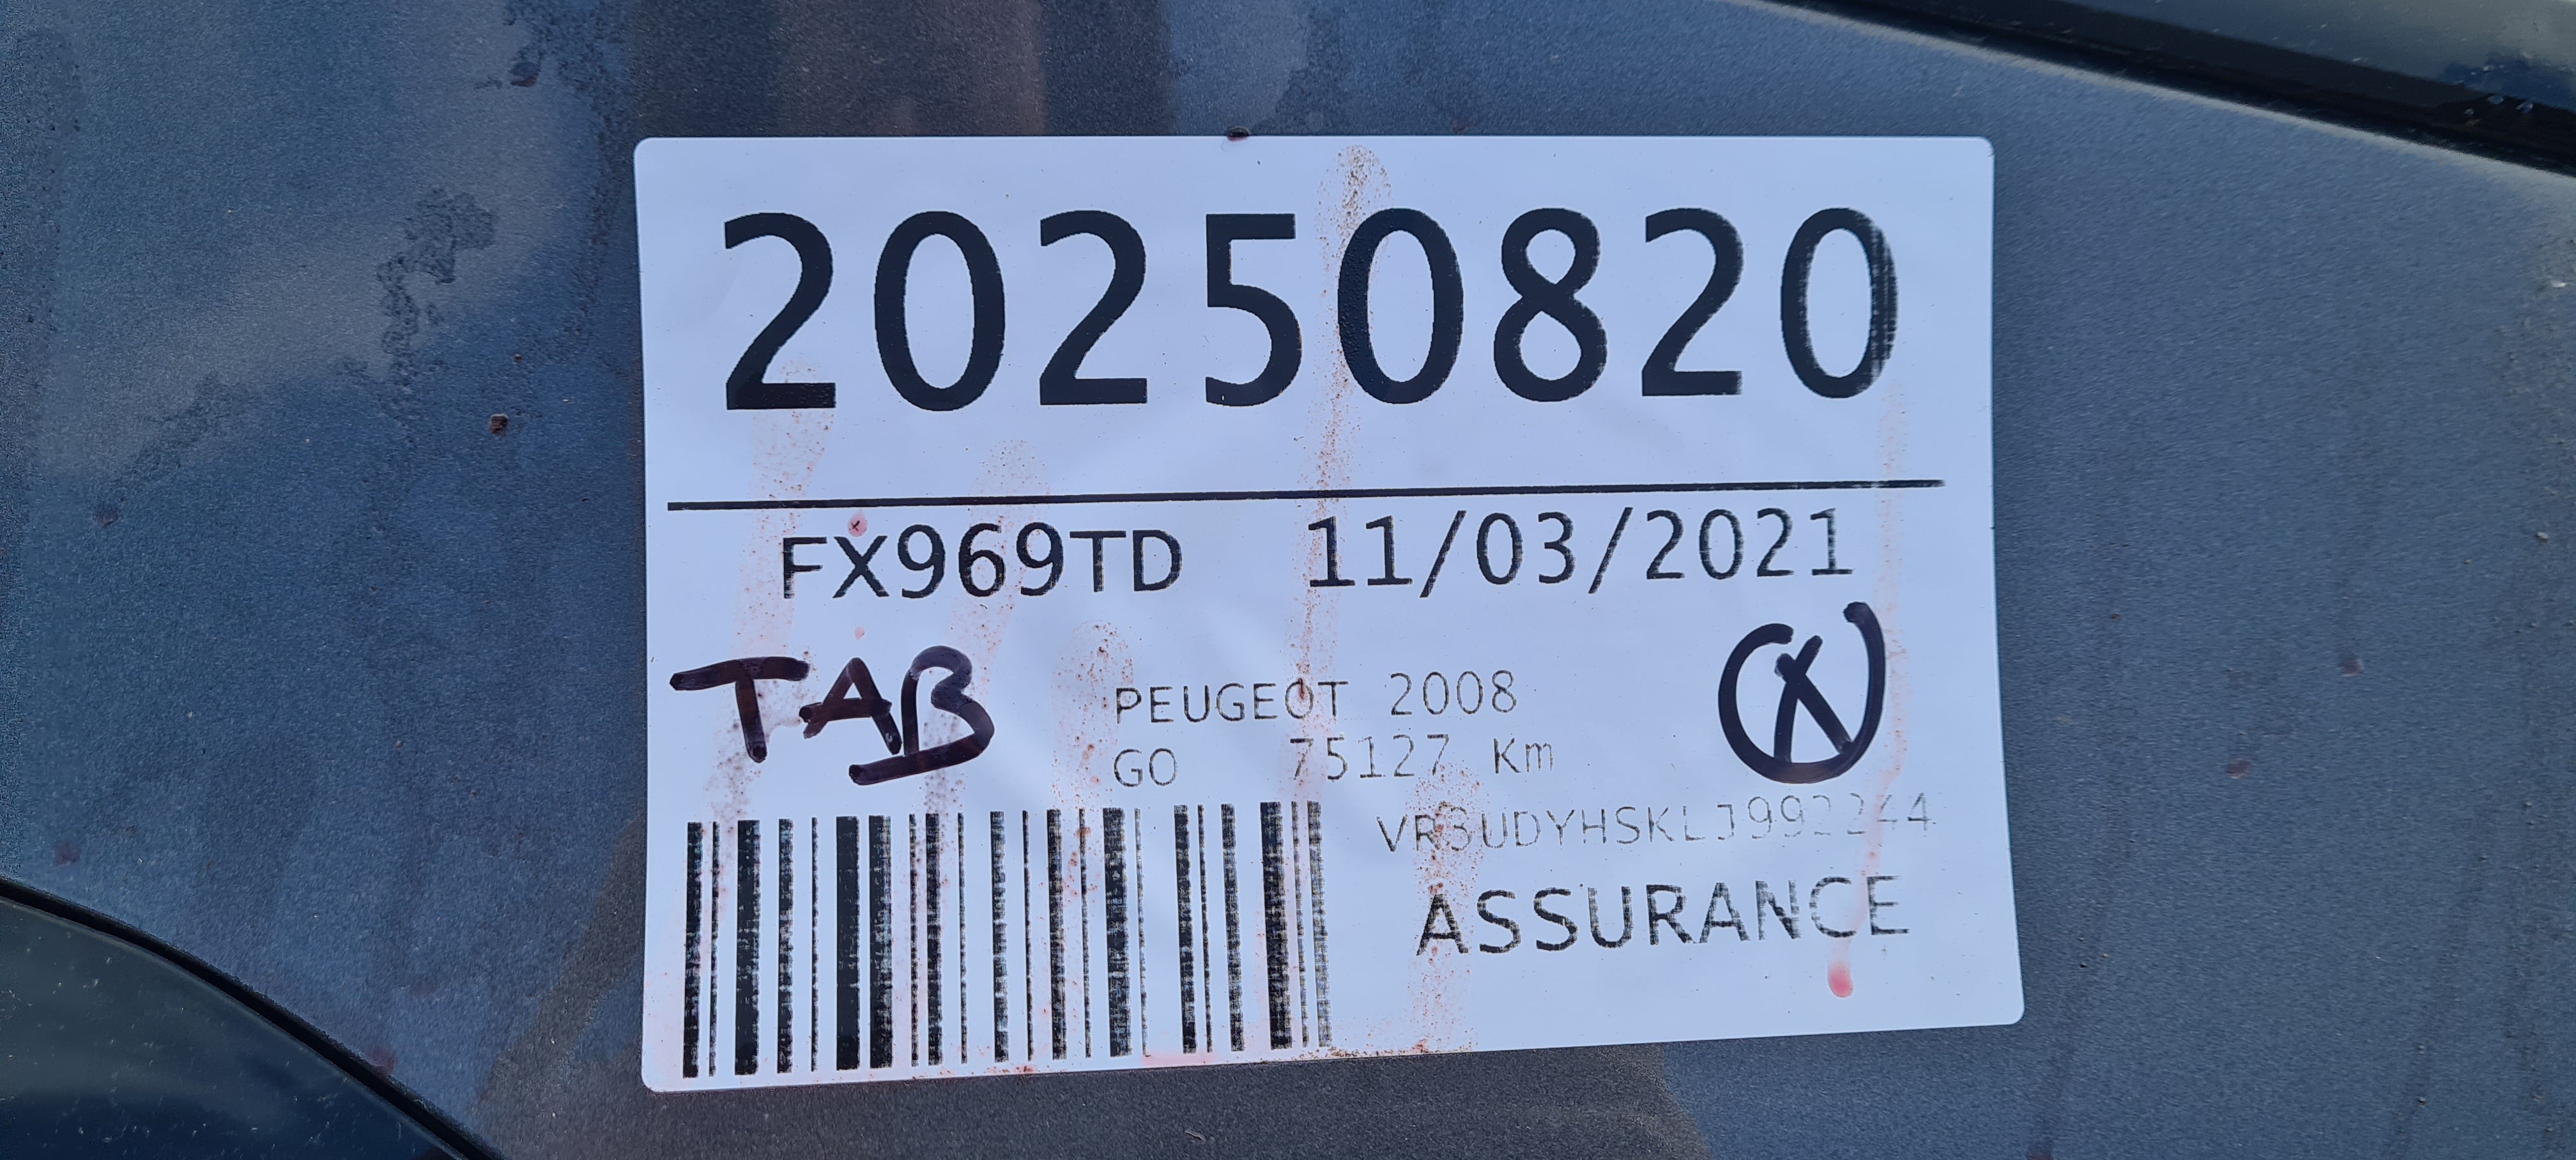 20250820
FX969TD 11/03/2021
TAB
PEUGEOT 2008
GO 75127 Km
VR3UDYHSKLJ992244
ASSURANCE